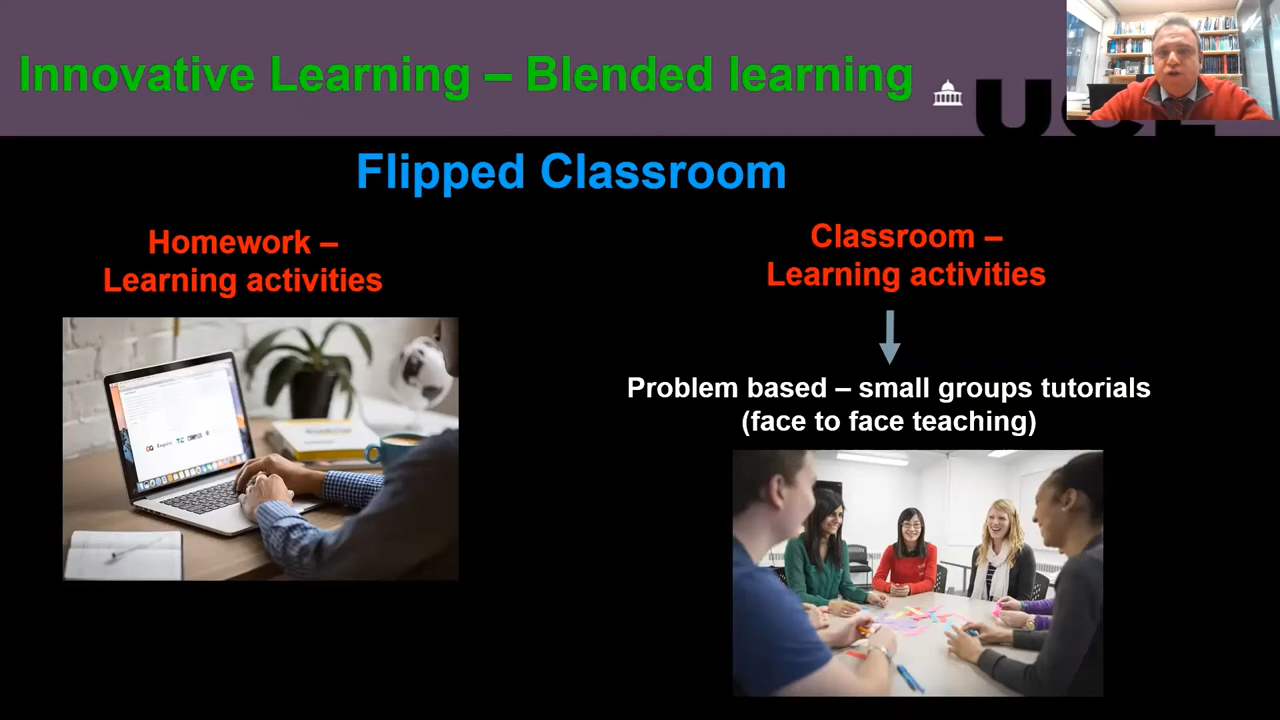 Innovative Learning – Blended learning
UCL
Flipped Classroom
Homework –
Learning activities
Classroom –
Learning activities
Problem based – small groups tutorials
(face to face teaching)